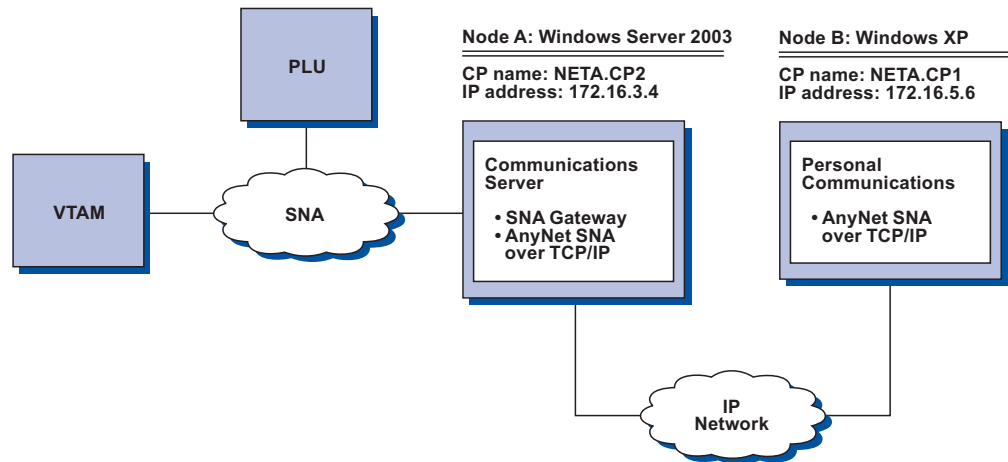 PLU
VTAM
SNA
Node A: Windows Server 2003
CP name: NETA.CP2
IP address: 172.16.3.4
Communications
Server
• SNA Gateway
• AnyNet SNA
over TCP/IP
Node B: Windows XP
CP name: NETA.CP1
IP address: 172.16.5.6
Personal
Communications
• AnyNet SNA
over TCP/IP
IP
Network